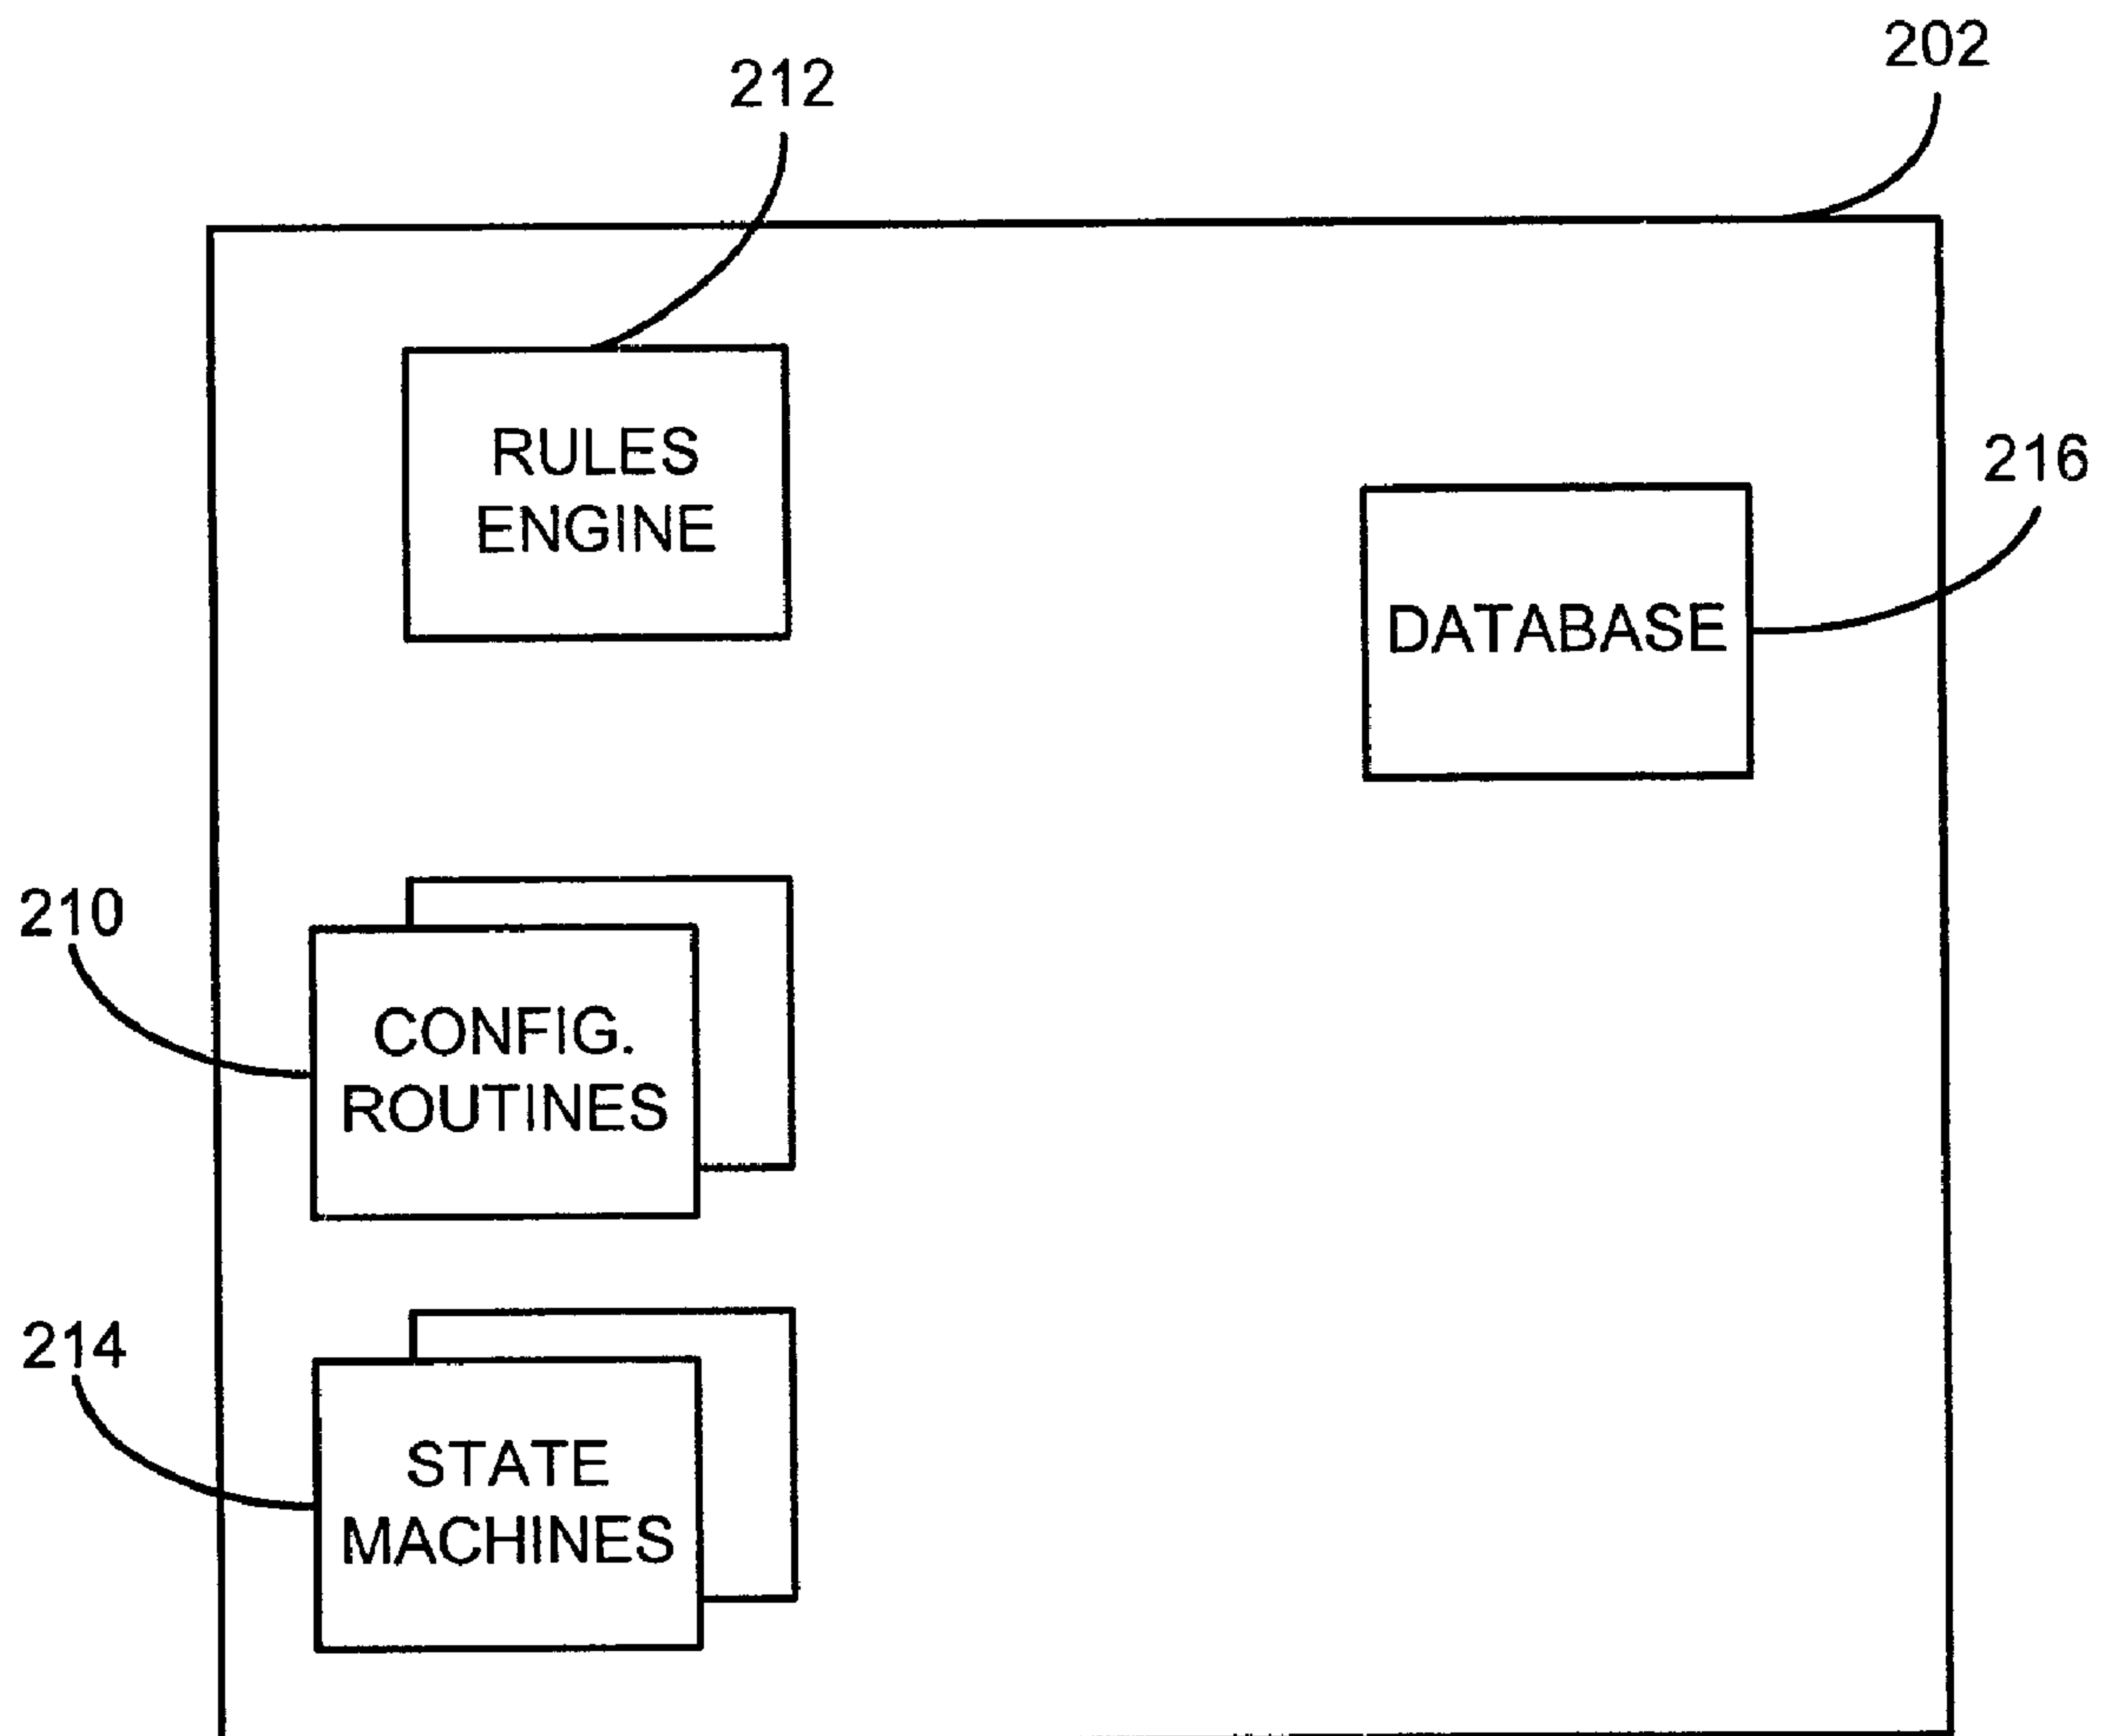 202
212
RULES
ENGINE
216
DATABASE
210
CONFIG.
ROUTINES
214
STATE
MACHINES